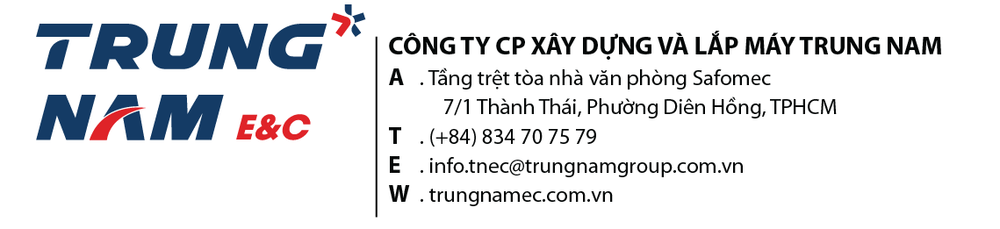 TRUNG
NAM E&C
CÔNG TY CP XÂY DỰNG VÀ LẮP MÁY TRUNG NAM
A . Tầng trệt tòa nhà văn phòng Safomec
7/1 Thành Thái, Phường Diên Hồng, TPHCM
T . (+84) 834 70 75 79
E . info.tnec@trungnamgroup.com.vn
W . trungnamec.com.vn